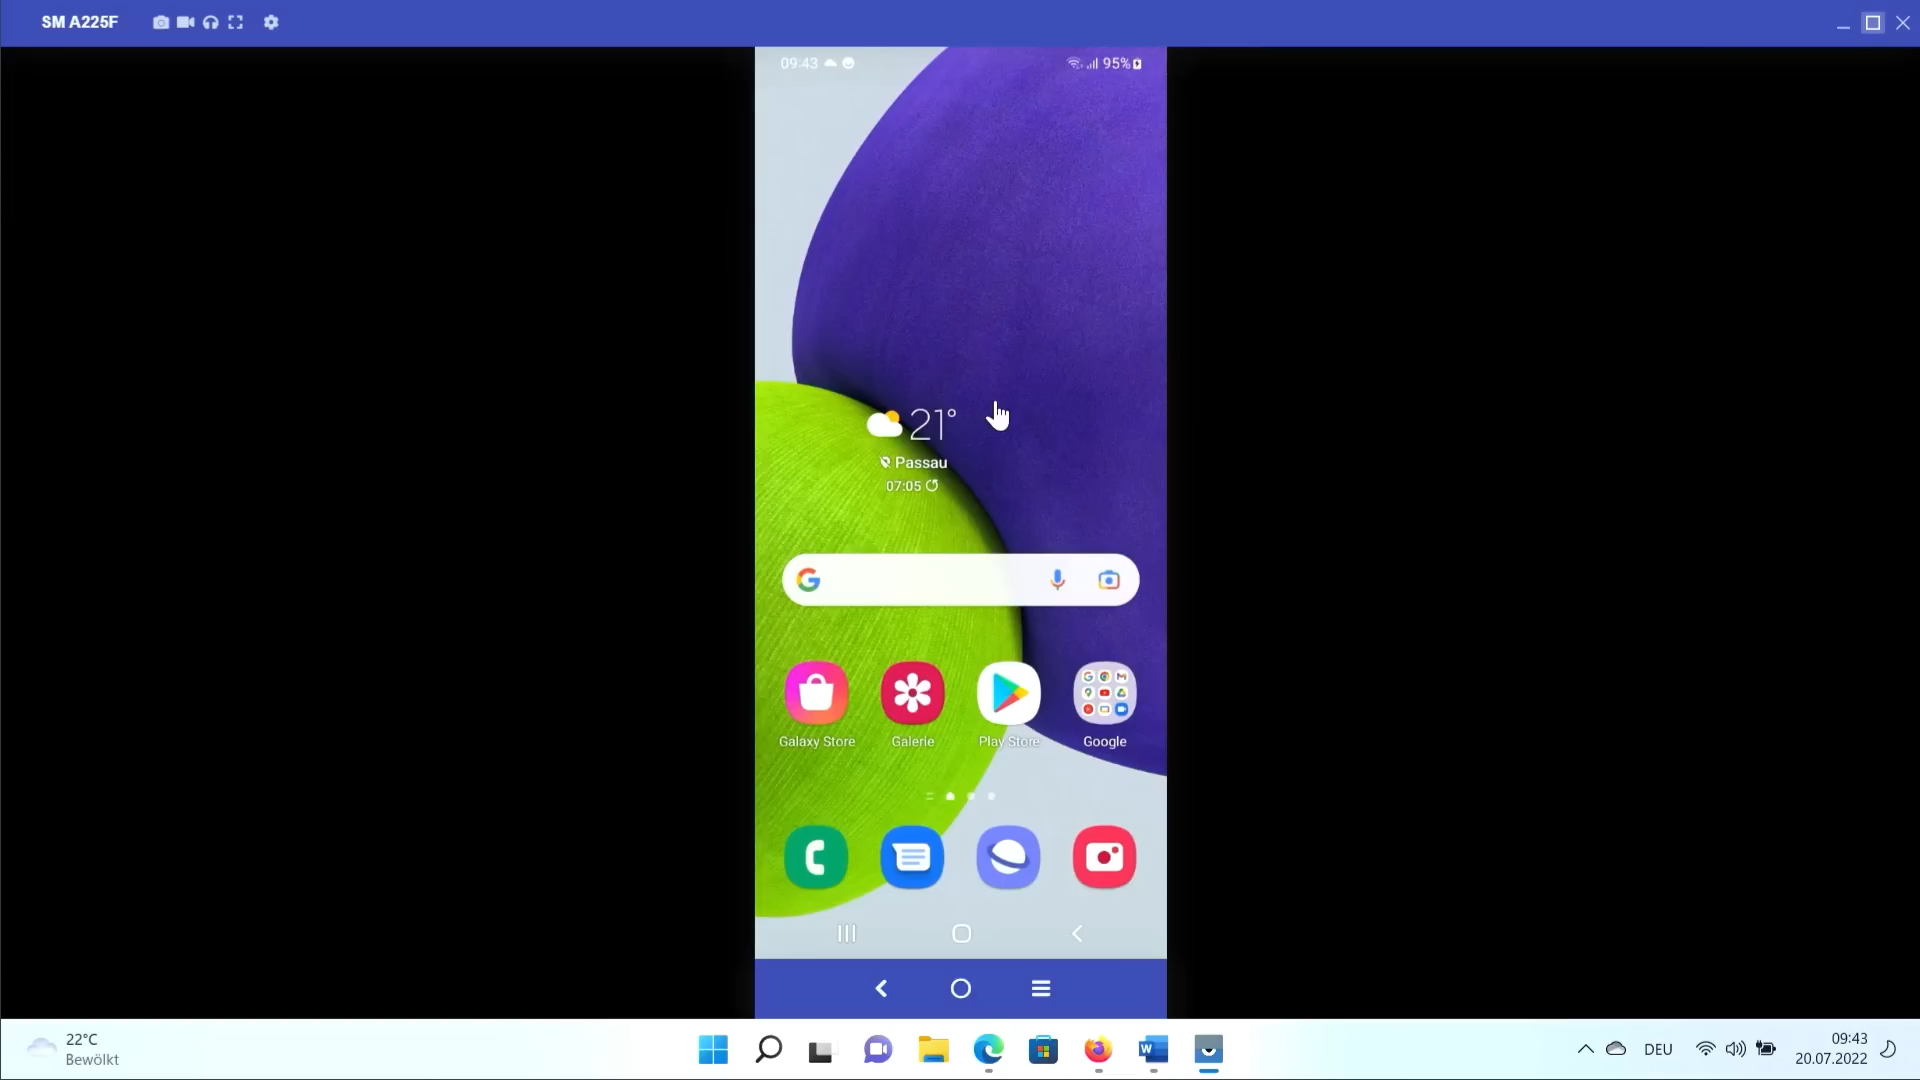 SM A225F
09:43
95%
21°
Passau
07:05
Galaxy Store
Galerie
Play Store
Google
22°C
Bewölkt
DEU
09:43
20.07.2022